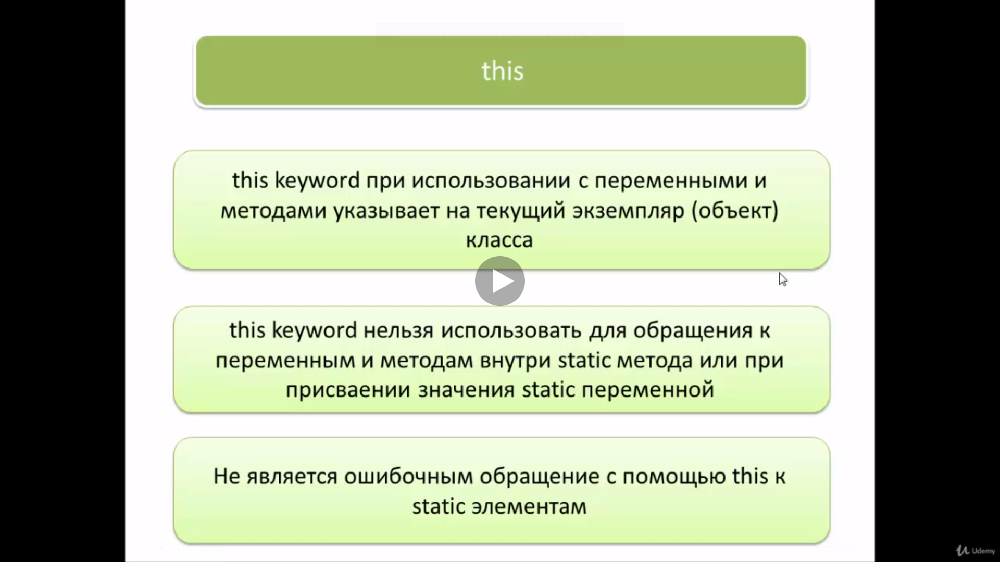 this
this keyword при использовании с переменными и
методами указывает на текущий экземпляр (объект)
класса
this keyword нельзя использовать для обращения к
переменным и методам внутри static метода или при
присваении значения static переменной
Не является ошибочным обращение с помощью this к
static элементам
Udemy